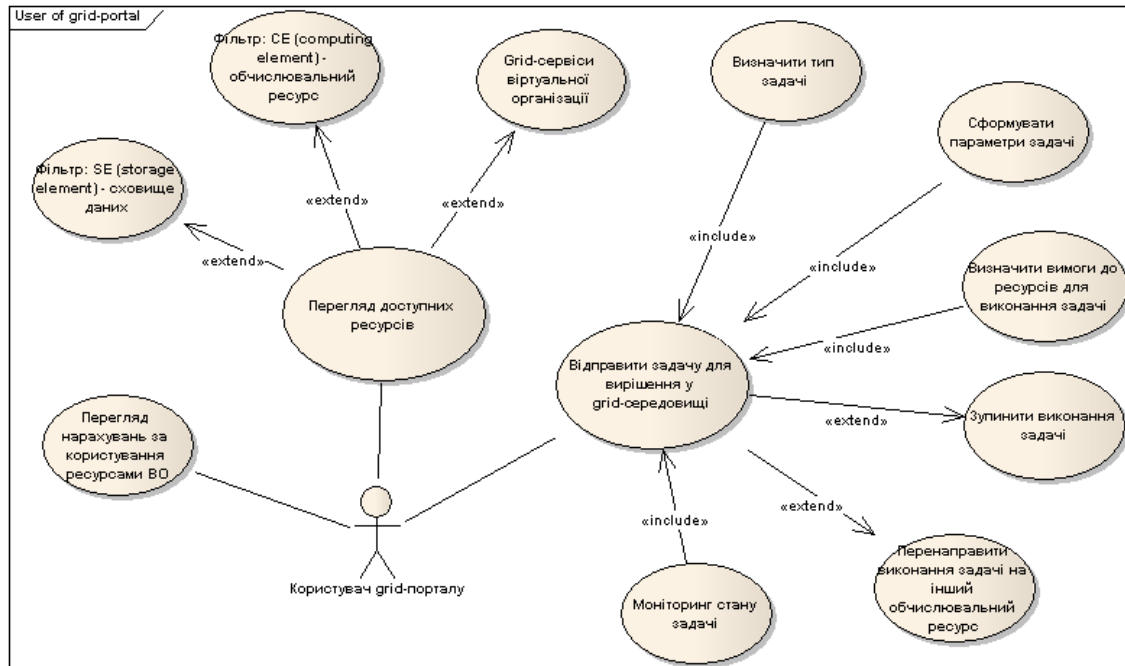 User of grid-portal
Фільтр: CE (computing
element) -
обчислювальний
ресурс
Grid-сервіси
віртуальної
організації
Визначити тип
задачі
Сформувати
параметри задачі
Фільтр: SE (storage
element) - сховище
даних
«extend»
«extend»
«extend»
«include»
«include»
Визначити вимоги до
ресурсів для
виконання задачі
«include»
Перегляд доступних
ресурсів
Відправити задачу для
вирішення у
grid-середовищі
Зупинити виконання
задачі
«extend»
Перегляд
нарахувань за
користування
ресурсами ВО
«include»
«extend»
Перенаправити
виконання задачі на
інший
обчислювальний
ресурс
Користувач grid-порталу
Моніторинг стану
задачі